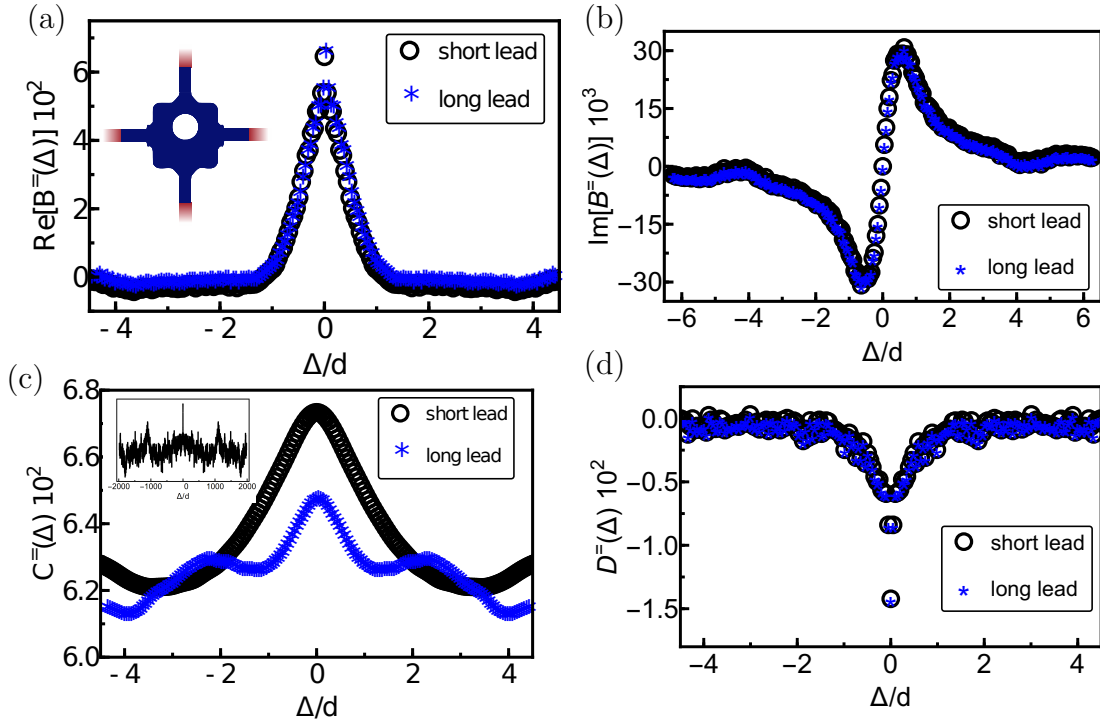 (a)
Re[B⁼(Δ)] 10²
6
4
2
0
short lead
long lead
- 4
- 2
0
2
4
Δ/d
(b)
Im[B⁼(Δ)] 10³
30
15
0
−15
−30
short lead
long lead
−6
−4
−2
0
2
4
6
Δ/d
(c)
C⁼(Δ) 10²
6.8
6.6
6.4
6.2
6.0
short lead
long lead
−2000
−1000
0
1000
2000
Δ/d
- 4
- 2
0
2
4
Δ/d
(d)
D⁼(Δ) 10²
0.0
−0.5
−1.0
−1.5
short lead
long lead
−4
−2
0
2
4
Δ/d